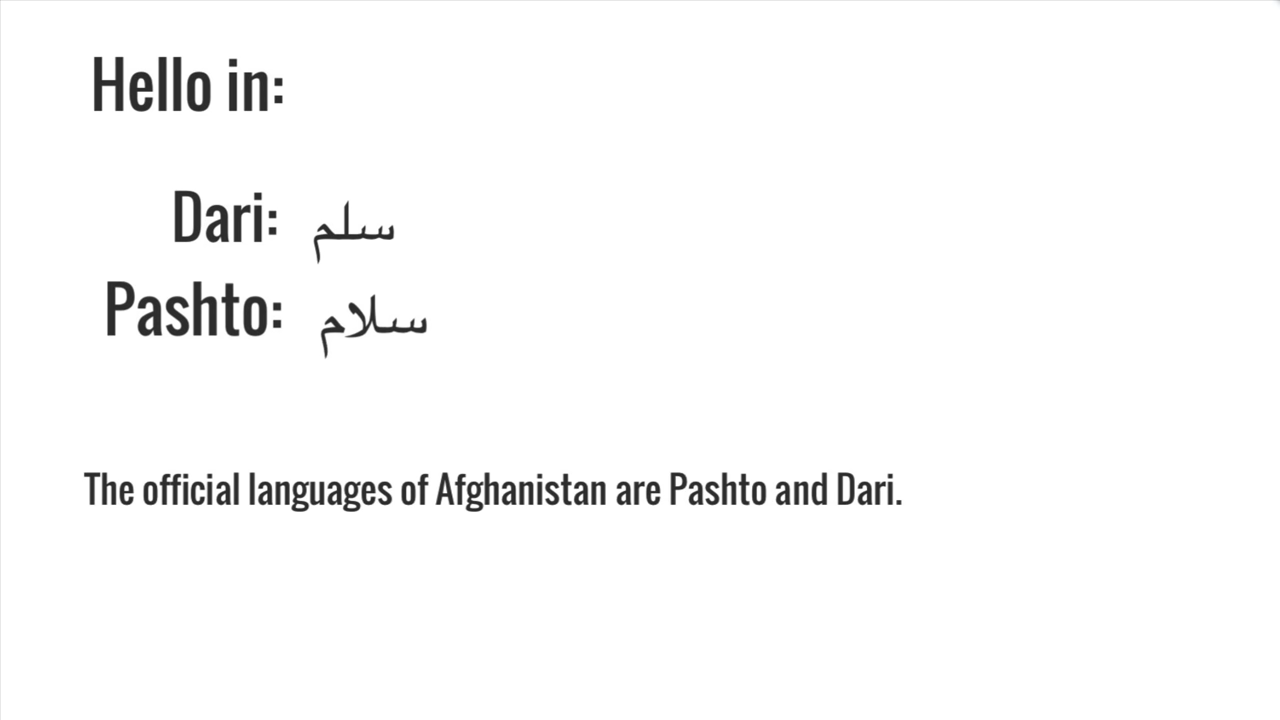 Hello in:
Dari: سلم
Pashto: سلام
The official languages of Afghanistan are Pashto and Dari.